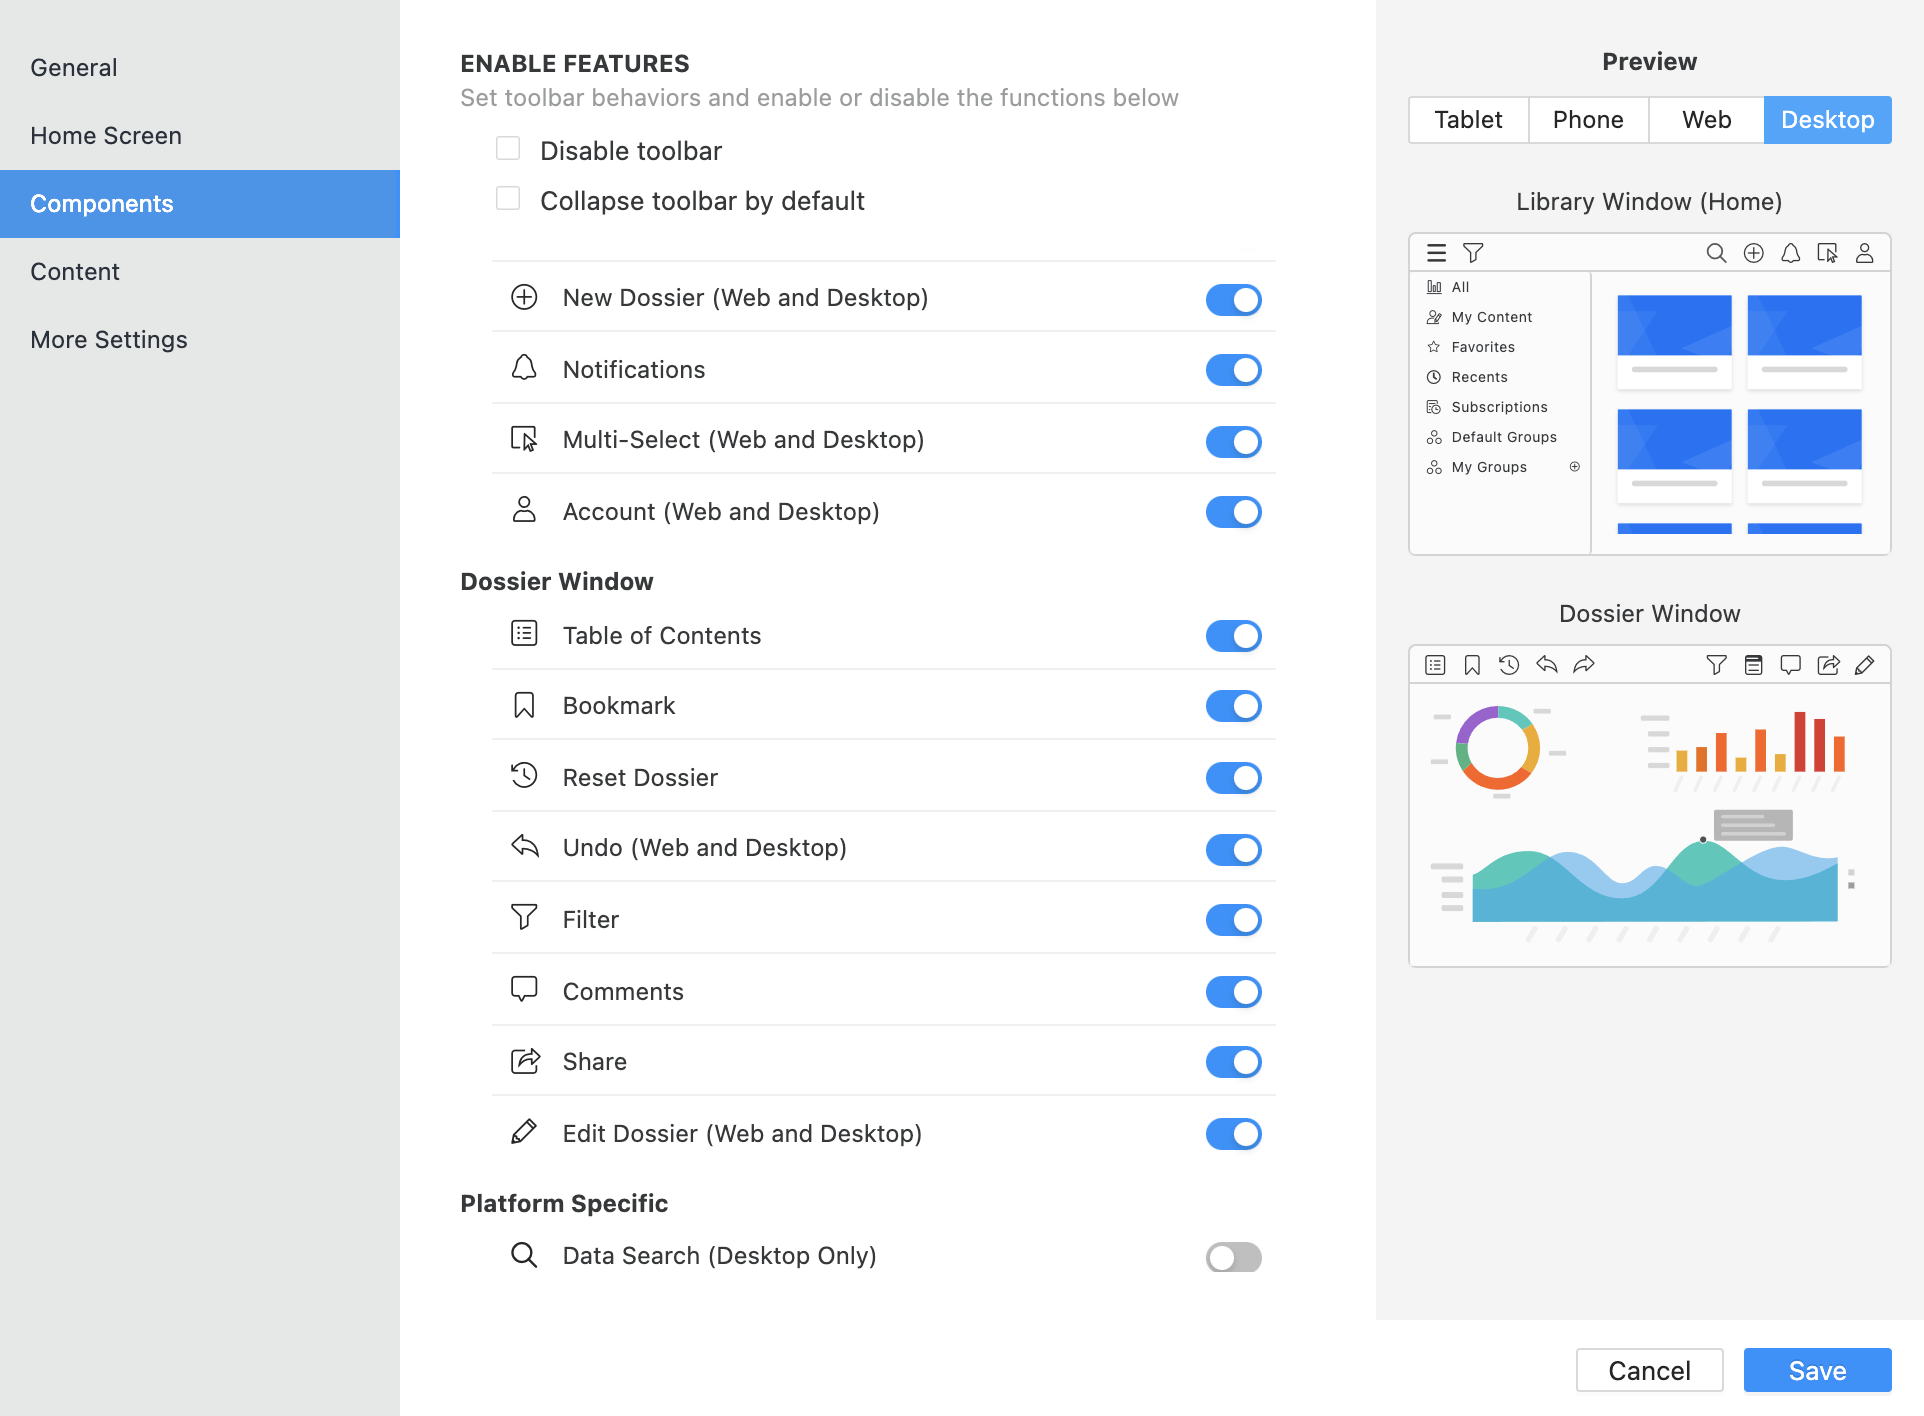 General
Home Screen
Components
Content
More Settings
ENABLE FEATURES
Set toolbar behaviors and enable or disable the functions below
Disable toolbar
Collapse toolbar by default
New Dossier (Web and Desktop)
Notifications
Multi-Select (Web and Desktop)
Account (Web and Desktop)
Dossier Window
Table of Contents
Bookmark
Reset Dossier
Undo (Web and Desktop)
Filter
Comments
Share
Edit Dossier (Web and Desktop)
Platform Specific
Data Search (Desktop Only)
Preview
Tablet Phone Web Desktop
Library Window (Home)
All
My Content
Favorites
Recents
Subscriptions
Default Groups
My Groups
Dossier Window
Cancel Save